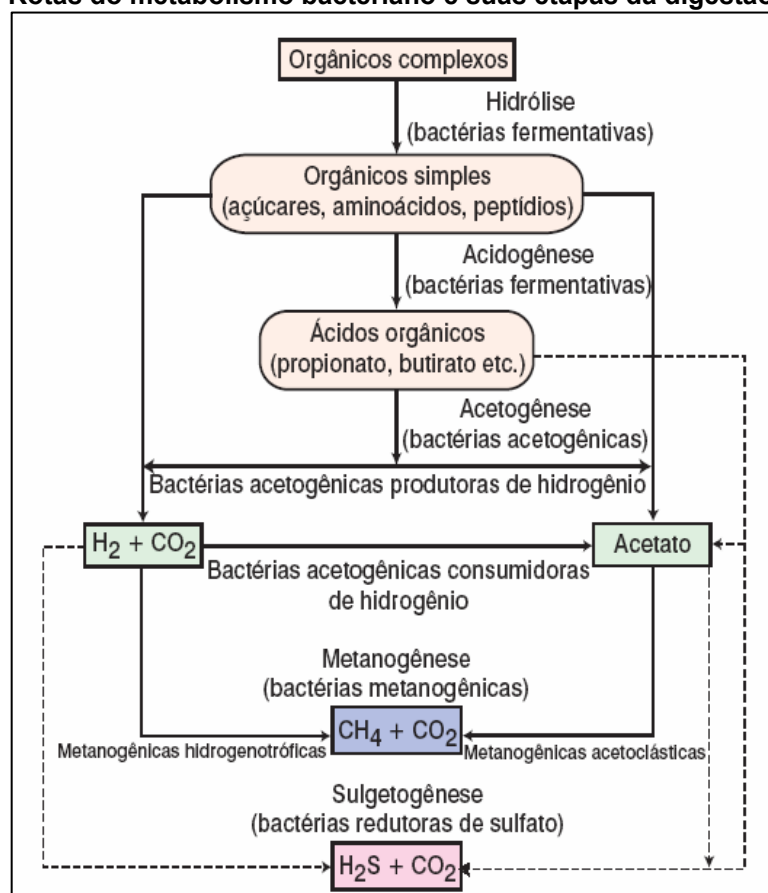 Rotas do metabolismo bacteriano e suas etapas da digestão
Orgânicos complexos
Hidrólise
(bactérias fermentativas)
Orgânicos simples
(açúcares, aminoácidos, peptídios)
Acidogênese
(bactérias fermentativas)
Ácidos orgânicos
(propionato, butirato etc.)
Acetogênese
(bactérias acetogênicas)
Bactérias acetogênicas produtoras de hidrogênio
H₂ + CO₂
Acetato
Bactérias acetogênicas consumidoras
de hidrogênio
Metanogênese
(bactérias metanogênicas)
CH₄ + CO₂
Metanogênicas hidrogenotróficas
Metanogênicas acetoclásticas
Sulgetogênese
(bactérias redutoras de sulfato)
H₂S + CO₂